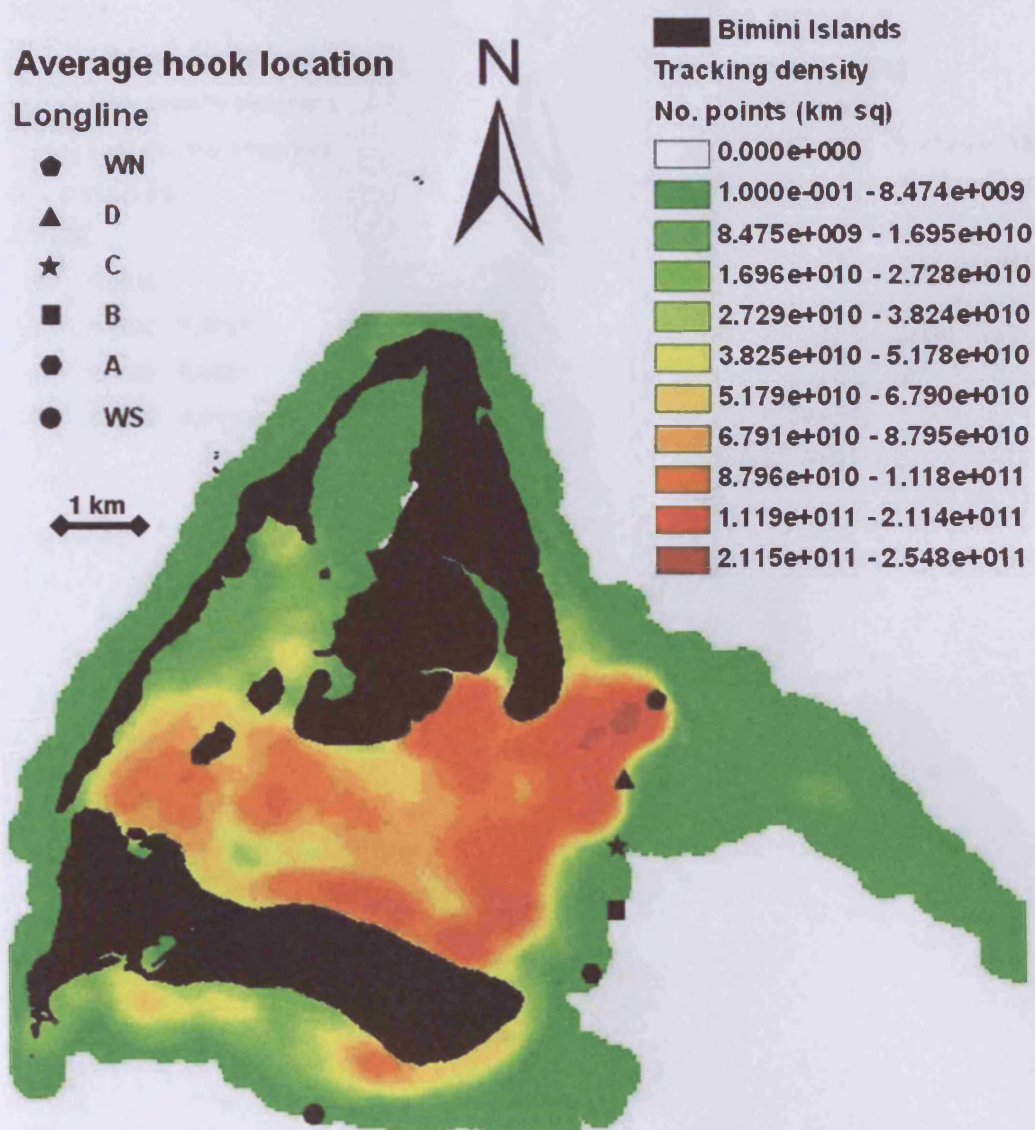 Average hook location
Longline
WN
D
C
B
A
WS
1 km
N
Bimini Islands
Tracking density
No. points (km sq)
0.000e+000
1.000e-001 - 8.474e+009
8.475e+009 - 1.695e+010
1.696e+010 - 2.728e+010
2.729e+010 - 3.824e+010
3.825e+010 - 5.178e+010
5.179e+010 - 6.790e+010
6.791e+010 - 8.795e+010
8.796e+010 - 1.118e+011
1.119e+011 - 2.114e+011
2.115e+011 - 2.548e+011